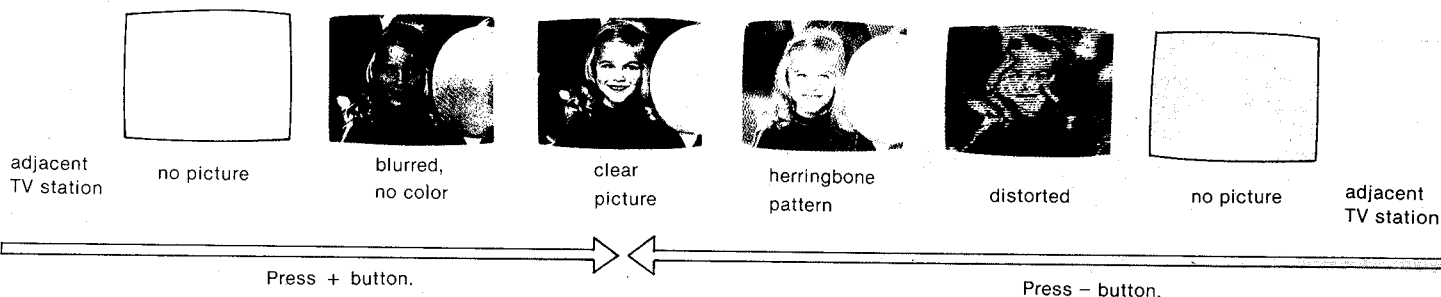 adjacent
TV station
no picture
blurred,
no color
clear
picture
herringbone
pattern
distorted
no picture
adjacent
TV station
Press + button.
Press − button.